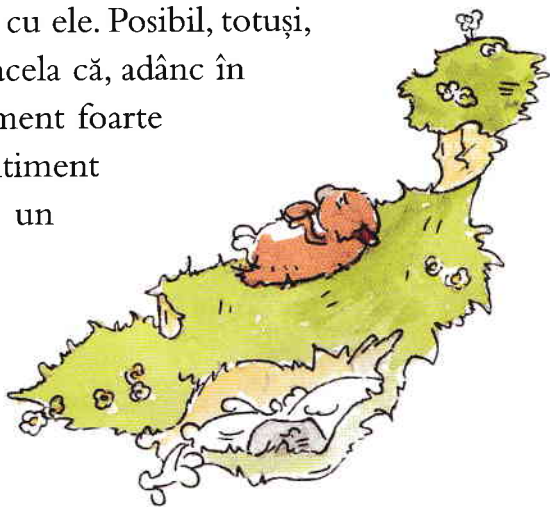 cu ele. Posibil, totuși,
acela că, adânc în
ment foarte
timent
un